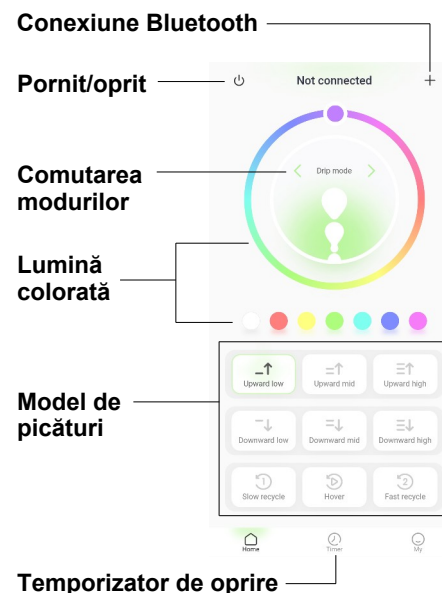 Conexiune Bluetooth
Pornit/oprit
Not connected
Comutarea
modurilor
Drip mode
Lumină
colorată
Model de
picături
Upward low
Upward mid
Upward high
Downward low
Downward mid
Downward high
1
2
Slow recycle
Hover
Fast recycle
Home
Timer
My
Temporizator de oprire